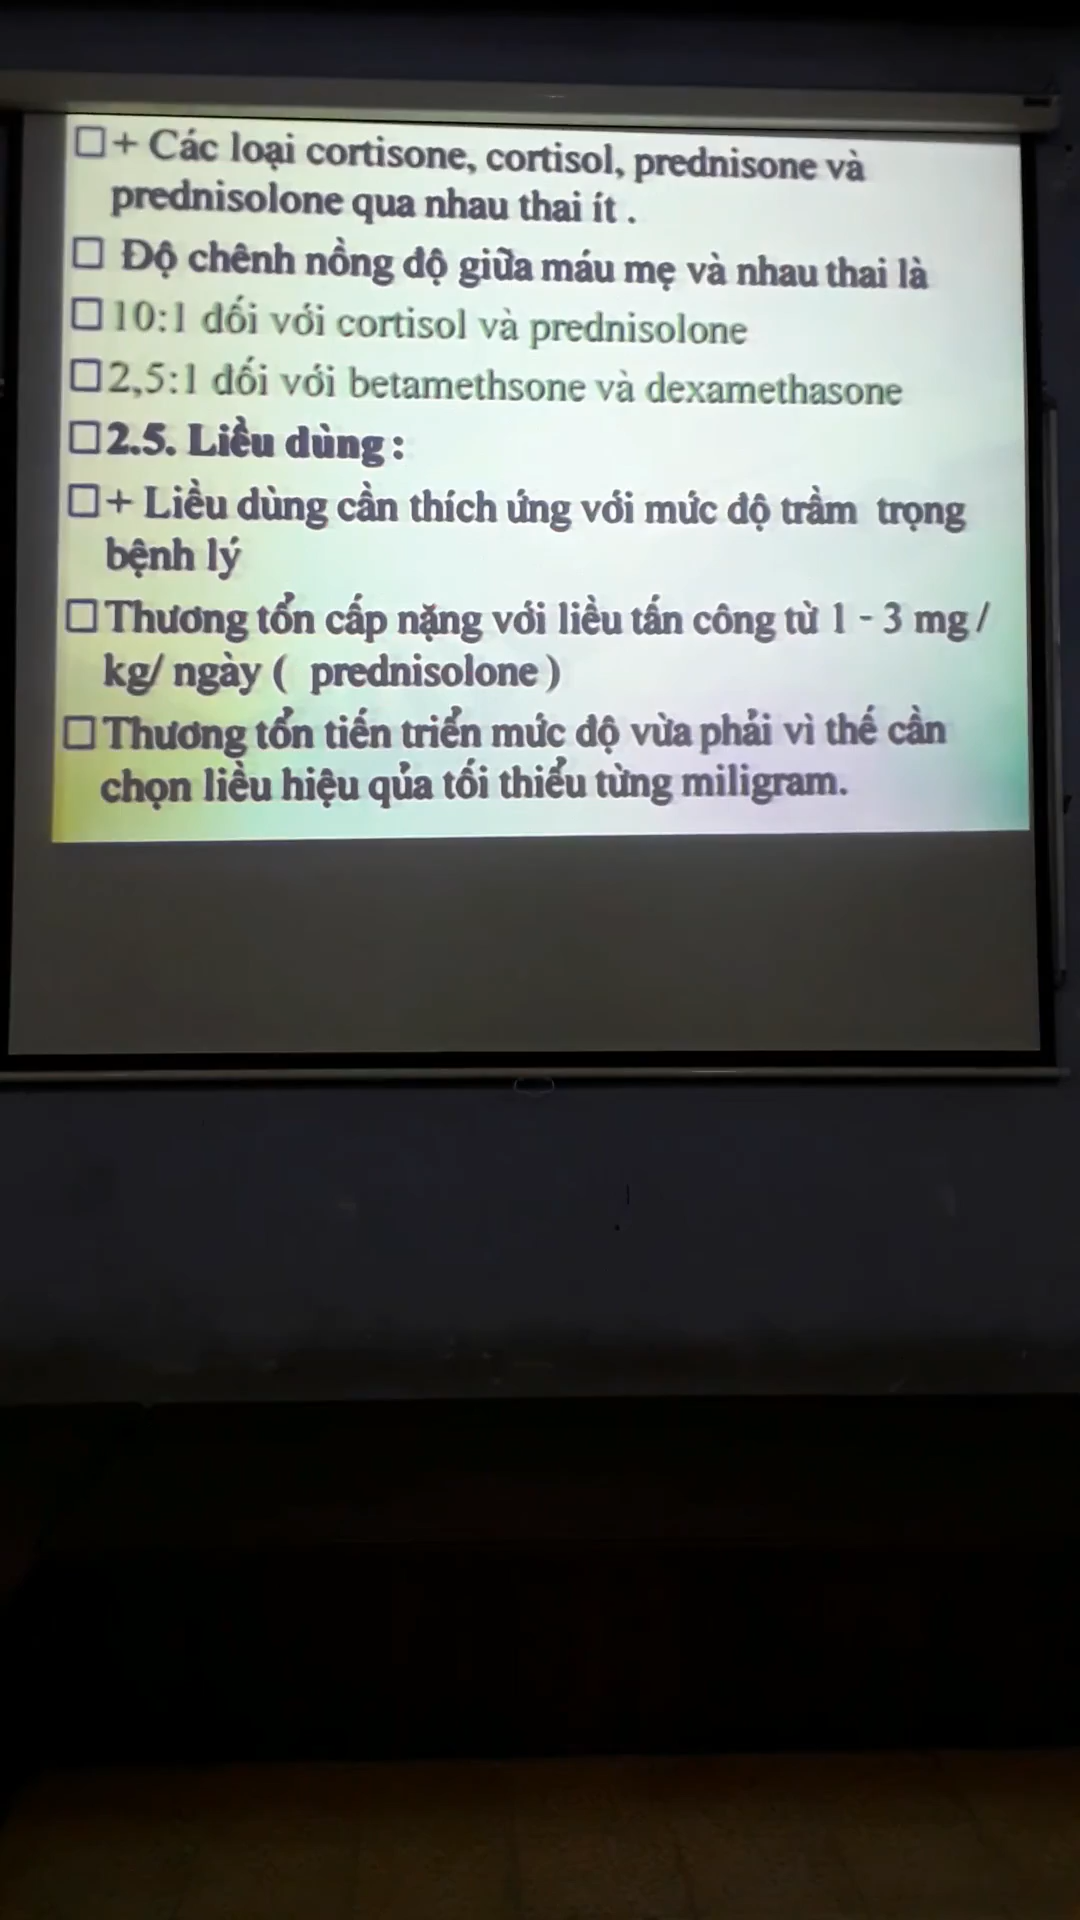 □+ Các loại cortisone, cortisol, prednisone và
prednisolone qua nhau thai ít .
□ Độ chênh nồng độ giữa máu mẹ và nhau thai là
□10:1 đối với cortisol và prednisolone
□2,5:1 đối với betamethsone và dexamethasone
□2.5. Liều dùng :
□+ Liều dùng cần thích ứng với mức độ trầm trọng
bệnh lý
□Thương tổn cấp nặng với liều tấn công từ 1 - 3 mg /
kg/ ngày ( prednisolone )
□Thương tổn tiến triển mức độ vừa phải vì thế cần
chọn liều hiệu qủa tối thiểu từng miligram.